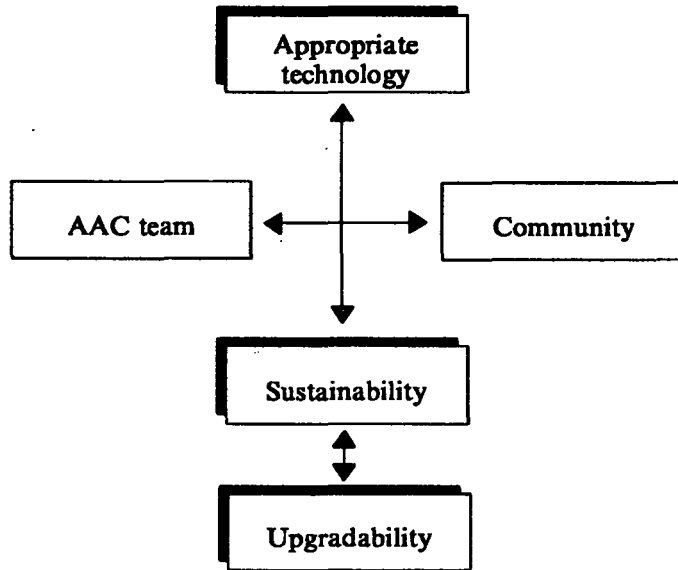 Appropriate
technology
AAC team
Community
Sustainability
Upgradability